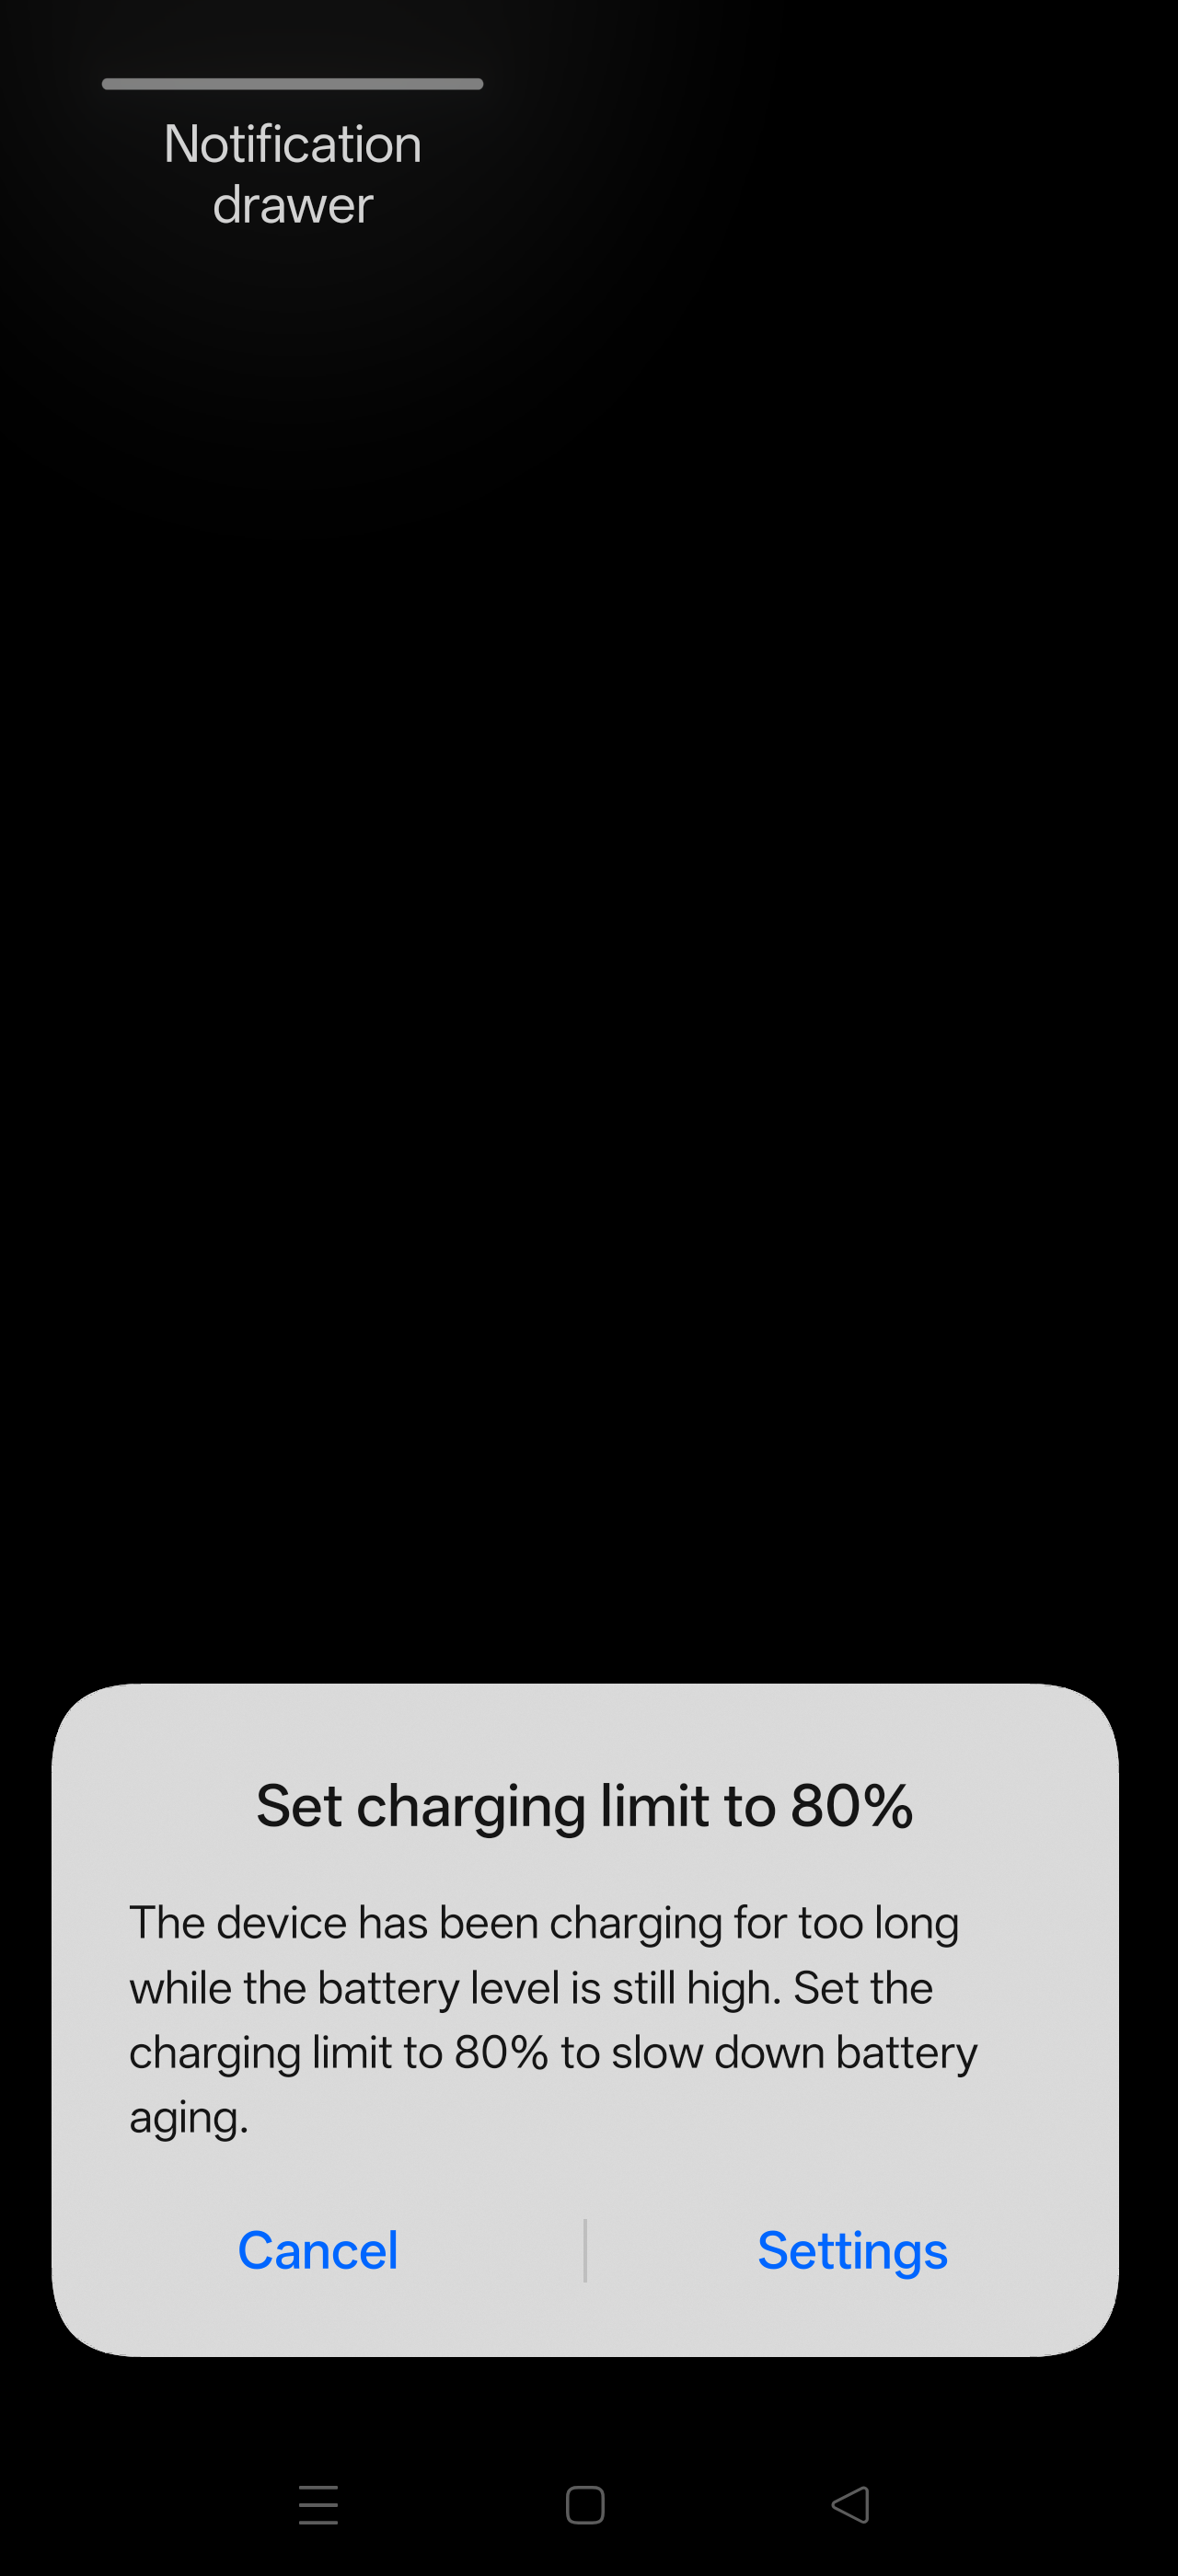 Notification
drawer
Set charging limit to 80%
The device has been charging for too long
while the battery level is still high. Set the
charging limit to 80% to slow down battery
aging.
Cancel
Settings